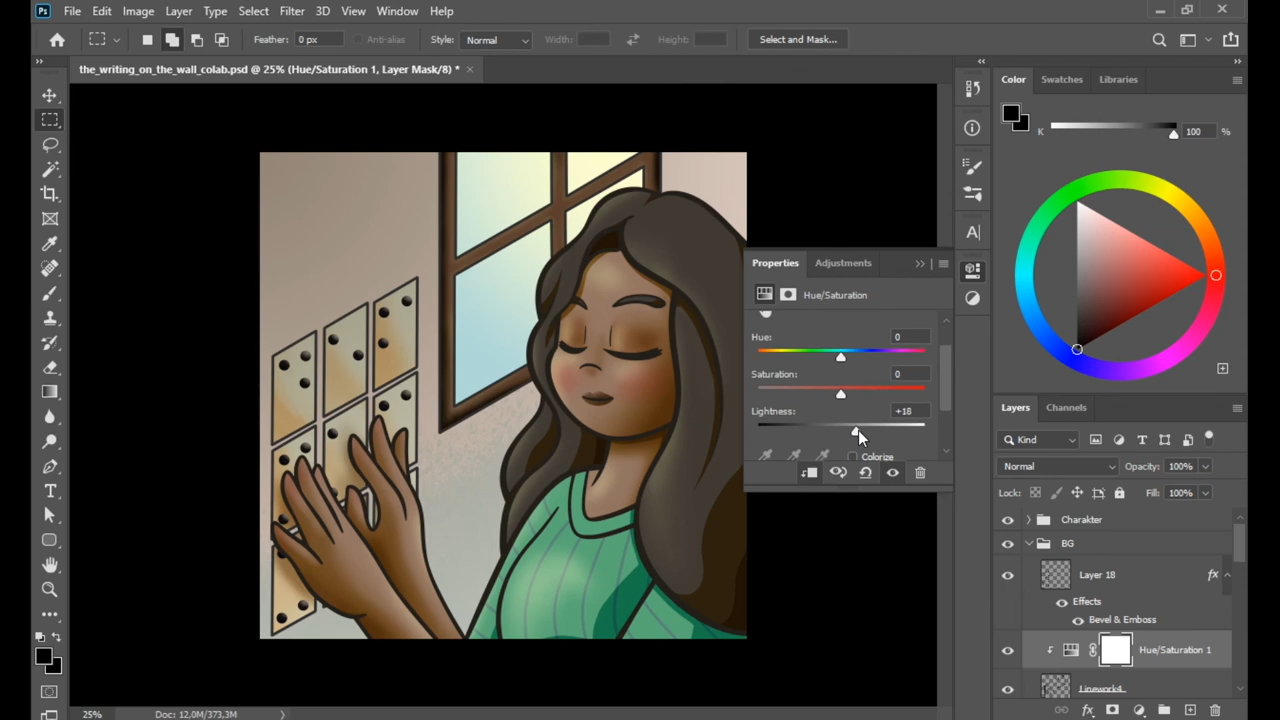 Ps File Edit Image Layer Type Select Filter 3D View Window Help
Feather: 0 px Anti-alias Style: Normal Width: Height: Select and Mask...
the_writing_on_the_wall_colab.psd @ 25% (Hue/Saturation 1, Layer Mask/8) * ×
Color Swatches Libraries
K 100 %
Properties Adjustments
Hue/Saturation
Hue: 0
Saturation: 0
Lightness: +18
Colorize
Layers Channels
Kind
Normal Opacity: 100%
Lock: Fill: 100%
Charakter
BG
Layer 18 fx
Effects
Bevel & Emboss
Hue/Saturation 1
Linework4
25% Doc: 12,0M/373,3M